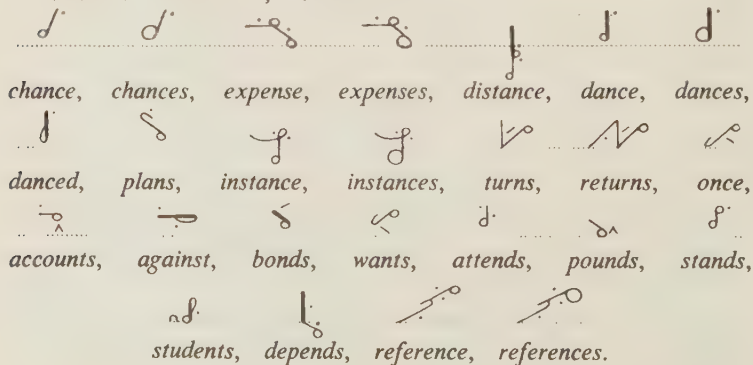 chance, chances, expense, expenses, distance, dance, dances,
danced, plans, instance, instances, turns, returns, once,
accounts, against, bonds, wants, attends, pounds, stands,
students, depends, reference, references.